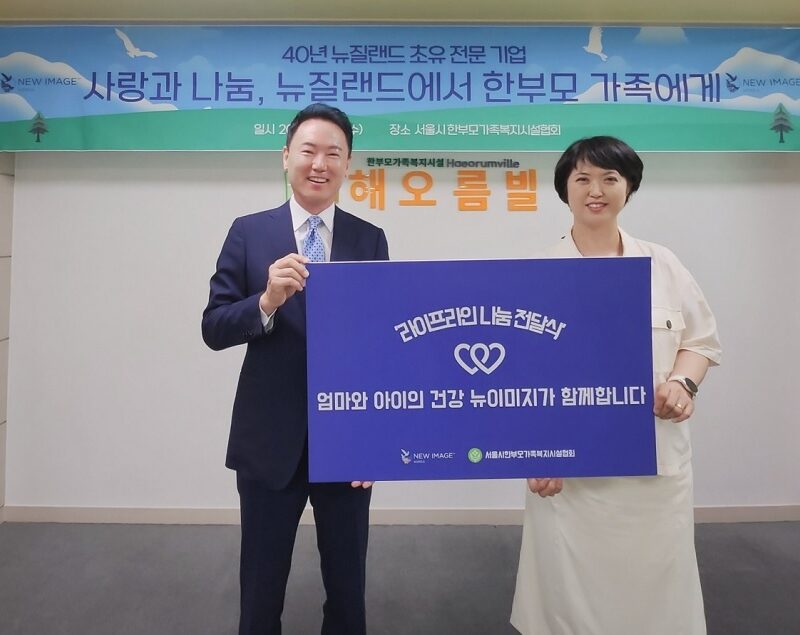 40년 뉴질랜드 초유 전문 기업
NEW IMAGE™
사랑과 나눔, 뉴질랜드에서 한부모 가족에게
NEW IMAGE
일시 20
장소 서울시한부모가족복지시설협회
한부모가족복지시설 Haeorumville
해오름빌
라이프라인 나눔 전달식
엄마와 아이의 건강 뉴이미지가 함께합니다
NEW IMAGE™
서울시한부모가족복지시설협회